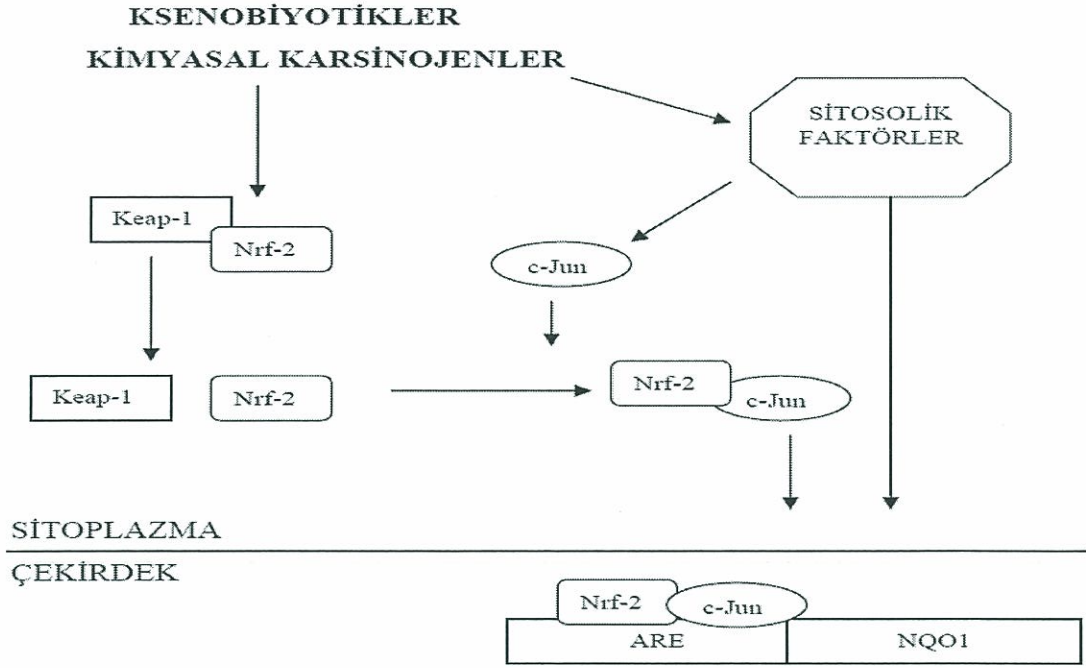 KSENOBİYOTİKLER
KİMYASAL KARSİNOJENLER
SİTOSOLİK
FAKTÖRLER
Keap-1
Nrf-2
c-Jun
Keap-1
Nrf-2
Nrf-2
c-Jun
SİTOPLAZMA
ÇEKİRDEK
Nrf-2
c-Jun
ARE
NQO1